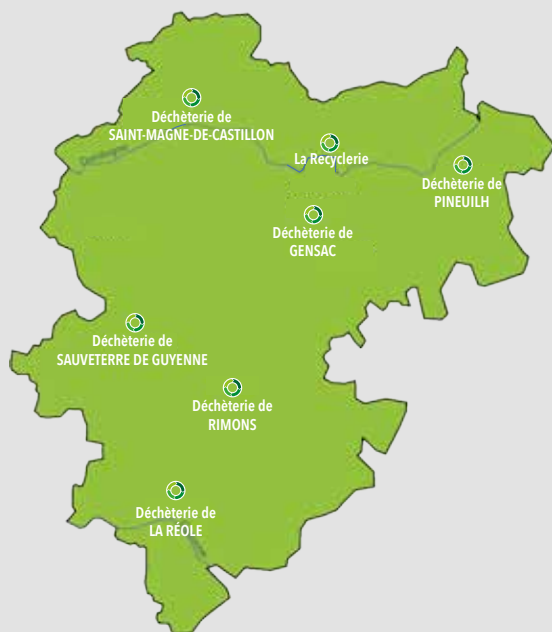 Déchèterie de
SAINT-MAGNE-DE-CASTILLON
Dordogne
La Recyclerie
Déchèterie de
PINEUILH
Déchèterie de
GENSAC
Déchèterie de
SAUVETERRE DE GUYENNE
Déchèterie de
RIMONS
Déchèterie de
LA RÉOLE